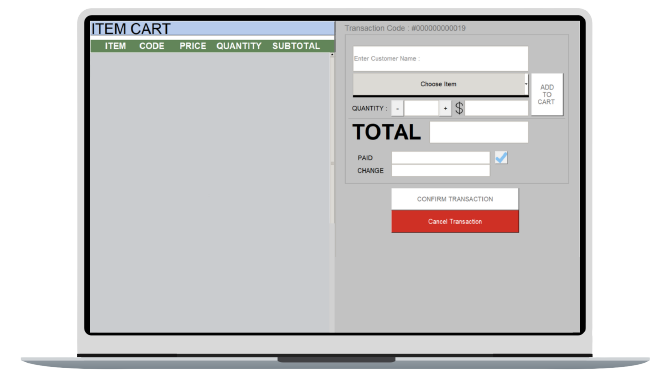 ITEM CART
ITEM CODE PRICE QUANTITY SUBTOTAL
Transaction Code : #000000000019
Enter Customer Name :
Choose Item
ADD
TO
CART
QUANTITY : - + $
TOTAL
PAID
CHANGE
CONFIRM TRANSACTION
Cancel Transaction